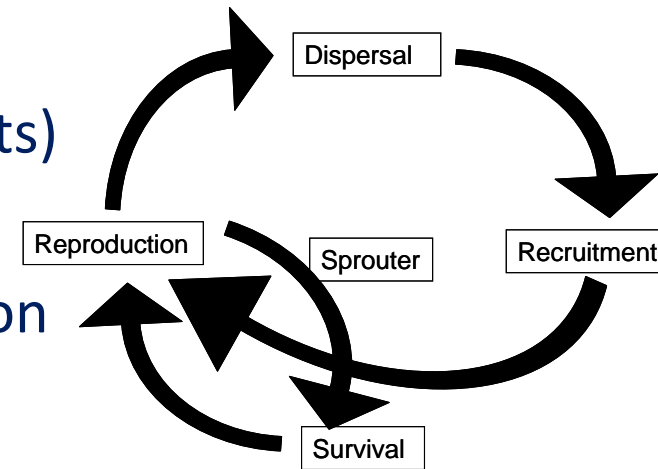 Dispersal
ts)
Reproduction
Sprouter
Recruitment
on
Survival